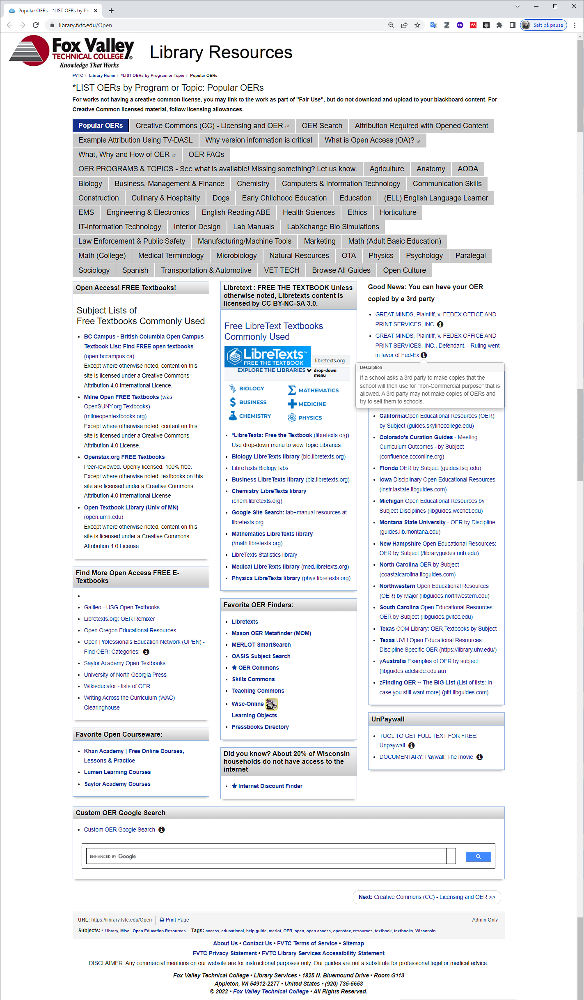 Popular OERs - *LIST OERs by Pro
library.fvtc.edu/Open
EN
Satt på pause
Fox Valley
TECHNICAL COLLEGE®
Knowledge That Works
Library Resources
FVTC / Library Home / *LIST OERs by Program or Topic / Popular OERs
*LIST OERs by Program or Topic: Popular OERs
For works not having a creative common license, you may link to the work as part of "Fair Use", but do not download and upload to your blackboard content. For
Creative Common licensed material, follow licensing allowances.
Popular OERs Creative Commons (CC) - Licensing and OER OER Search Attribution Required with Opened Content
Example Attribution Using TV-DASL Why version information is critical What is Open Access (OA)?
What, Why and How of OER OER FAQs
OER PROGRAMS & TOPICS - See what is available! Missing something? Let us know. Agriculture Anatomy AODA
Biology Business, Management & Finance Chemistry Computers & Information Technology Communication Skills
Construction Culinary & Hospitality Dogs Early Childhood Education Education (ELL) English Language Learner
EMS Engineering & Electronics English Reading ABE Health Sciences Ethics Horticulture
IT-Information Technology Interior Design Lab Manuals LabXchange Bio Simulations
Law Enforcement & Public Safety Manufacturing/Machine Tools Marketing Math (Adult Basic Education)
Math (College) Medical Terminology Microbiology Natural Resources OTA Physics Psychology Paralegal
Sociology Spanish Transportation & Automotive VET TECH Browse All Guides Open Culture
Open Access! FREE Textbooks!
Subject Lists of
Free Textbooks Commonly Used
• BC Campus - British Columbia Open Campus
Textbook List: Find FREE open textbooks
(open.bccampus.ca)
Except where otherwise noted, content on this
site is licensed under a Creative Commons
Attribution 4.0 International Licence.
• Milne Open FREE Textbooks (was
OpenSUNY.org Textbooks)
(milneopentextbooks.org)
Except where otherwise noted, content on this
site is licensed under a Creative Commons
Attribution 4.0 License.
• Openstax.org FREE Textbooks
Peer-reviewed. Openly licensed. 100% free.
Except where otherwise noted, textbooks on this
site are licensed under a Creative Commons
Attribution 4.0 International License
• Open Textbook Library (Univ of MN)
(open.umn.edu)
Except where otherwise noted, content on this
site is licensed under a Creative Commons
Attribution 4.0 License
Find More Open Access FREE E-
Textbooks
•
• Galileo - USG Open Textbooks
• Libretexts.org: OER Remixer
• Open Oregon Educational Resources
• Open Professionals Education Network (OPEN) -
Find OER: Categories:
• Saylor Academy Open Textbooks
• University of North Georgia Press
• Wikieducator - lists of OER
• Writing Across the Curriculum (WAC)
Clearinghouse
Favorite Open Courseware:
• Khan Academy | Free Online Courses,
Lessons & Practice
• Lumen Learning Courses
• Saylor Academy Courses
Libretext : FREE THE TEXTBOOK Unless
otherwise noted, Libretexts content is
licensed by CC BY-NC-SA 3.0.
Free LibreText Textbooks
Commonly Used
LibreTexts™
FREE THE TEXTBOOK
libretexts.org
EXPLORE THE LIBRARIES drop-down
menu
BIOLOGY MATHEMATICS
BUSINESS MEDICINE
CHEMISTRY PHYSICS
• *LibreTexts: Free the Textbook (libretexts.org)
Use drop-down menu to view Topic Libraries.
• Biology LibreTexts library (bio.libretexts.org)
• LibreTexts Biology labs
• Business LibreTexts library (biz.libretexts.org)
• Chemistry LibreTexts library
(chem.libretexts.org)
• Google Site Search: lab+manual resources at
libretexts.org
• Mathematics LibreTexts library
(/math.libretexts.org)
• LibreTexts Statistics library
• Medical LibreTexts library (med.libretexts.org)
• Physics LibreTexts library (phys.libretexts.org)
Favorite OER Finders:
• Libretexts
• Mason OER Metafinder (MOM)
• MERLOT SmartSearch
• OASIS Subject Search
• ★ OER Commons
• Skills Commons
• Teaching Commons
• Wisc-Online
Learning Objects
• Pressbooks Directory
Did you know? About 20% of Wisconsin
households do not have access to the
internet
• ★ Internet Discount Finder
Good News: You can have your OER
copied by a 3rd party
• GREAT MINDS, Plaintiff, v. FEDEX OFFICE AND
PRINT SERVICES, INC.
• GREAT MINDS, Plaintiff, v. FEDEX OFFICE AND
PRINT SERVICES, INC., Defendant. - Ruling went
in favor of Fed-Ex
Description
If a school asks a 3rd party to make copies that the
school will then use for "non-Commercial purpose" that is
allowed. A 3rd party may not make copies of OERs and
try to sell them to schools.
• CaliforniaOpen Educational Resources (OER)
by Subject (guides.skylinecollege.edu)
• Colorado's Curation Guides - Meeting
Curriculum Outcomes - by Subject
(confluence.ccconline.org)
• Florida OER by Subject (guides.fscj.edu)
• Iowa Disciplinary Open Educational Resources
(instr.iastate.libguides.com)
• Michigan Open Educational Resources by
Subject Disciplines (libguides.wccnet.edu)
• Montana State University - OER by Discipline
(guides.lib.montana.edu)
• New Hampshire Open Educational Resources:
OER by Subject (/libraryguides.unh.edu)
• North Carolina OER by Subject
(coastalcarolina.libguides.com)
• Northwestern Open Educational Resources
(OER) by Major (libguides.northwestern.edu)
• South Carolina Open Educational Resources:
OER by Subject (libguides.gvltec.edu)
• Texas COM Library: OER Textbooks by Subject
• Texas UVH Open Educational Resources:
Discipline Specific OER (https://library.uhv.edu/)
• yAustralia Examples of OER by subject
(libguides.adelaide.edu.au)
• zFinding OER -- The BIG List (List of lists: In
case you still want more) (pitt.libguides.com)
UnPaywall
• TOOL TO GET FULL TEXT FOR FREE:
Unpaywall
• DOCUMENTARY: Paywall: The movie
Custom OER Google Search
• Custom OER Google Search
ENHANCED BY Google
Next: Creative Commons (CC) - Licensing and OER >>
URL: https://library.fvtc.edu/Open Print Page Admin Only
Subjects: * Library, Misc., Open Education Resources Tags: access, educational, help guide, merlot, OER, open, open access, openstax, resources, textbook, textbooks, Wisconsin
About Us • Contact Us • FVTC Terms of Service • Sitemap
FVTC Privacy Statement • FVTC Library Services Accessibility Statement
DISCLAIMER: Any commercial mentions on our website are for instructional purposes only. Our guides are not a substitute for professional legal or medical advice.
Fox Valley Technical College • Library Services • 1825 N. Bluemound Drive • Room G113
Appleton, WI 54912-2277 • United States • (920) 735-5653
© 2022 • Fox Valley Technical College • All Rights Reserved.